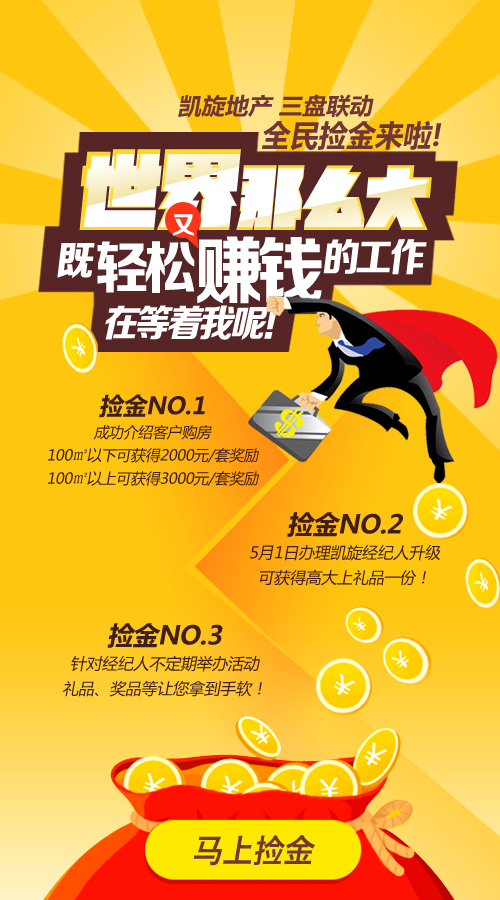 凯旋地产 三盘联动
全民捡金来啦!
世界那么大
既轻松又赚钱的工作
在等着我呢!
捡金NO.1
成功介绍客户购房
100㎡以下可获得2000元/套奖励
100㎡以上可获得3000元/套奖励
捡金NO.2
5月1日办理凯旋经纪人升级
可获得高大上礼品一份！
捡金NO.3
针对经纪人不定期举办活动
礼品、奖品等让您拿到手软！
马上捡金